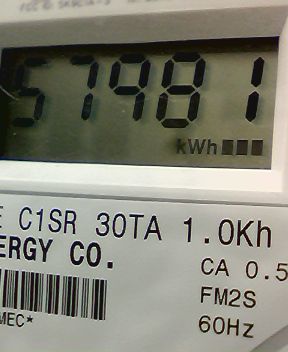 57981
kWh
E C1SR 30TA 1.0Kh
ERGY CO.
CA 0.5
FM2S
MEC*
60Hz